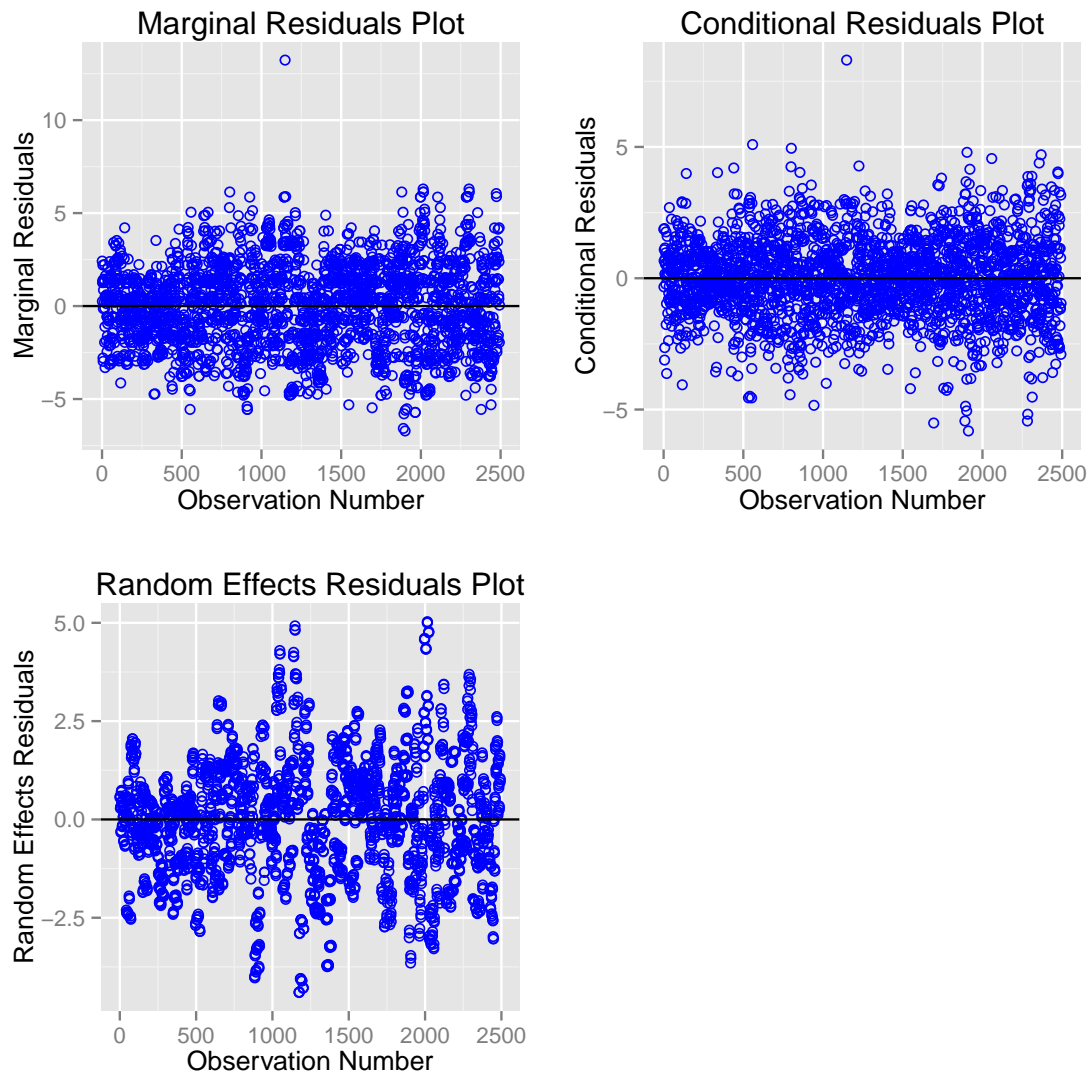 Marginal Residuals Plot
Marginal Residuals
10
5
0
−5
0 500 1000 1500 2000 2500
Observation Number
Conditional Residuals Plot
Conditional Residuals
5
0
−5
0 500 1000 1500 2000 2500
Observation Number
Random Effects Residuals Plot
Random Effects Residuals
5.0
2.5
0.0
−2.5
0 500 1000 1500 2000 2500
Observation Number